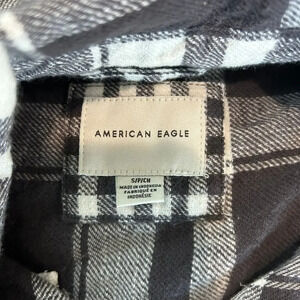 AMERICAN EAGLE
S/P/CH
MADE IN INDONESIA
FABRIQUÉ EN
INDONÉSIE